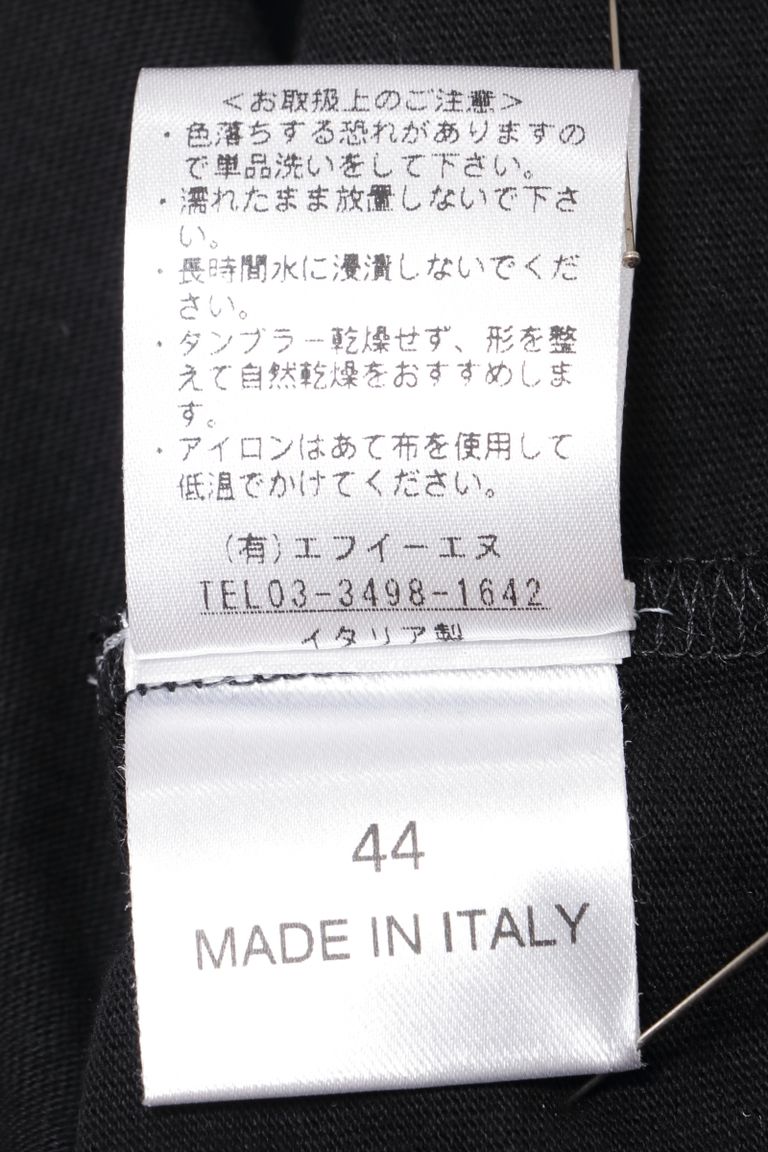 ＜お取扱上のご注意＞
・色落ちする恐れがありますの
で単品洗いをして下さい。
・濡れたまま放置しないで下さ
い。
・長時間水に浸漬しないでくだ
さい。
・タンブラー乾燥せず、形を整
えて自然乾燥をおすすめしま
す。
・アイロンはあて布を使用して
低温でかけてください。
(有)エフイーエヌ
TEL03-3498-1642
イタリア製
44
MADE IN ITALY